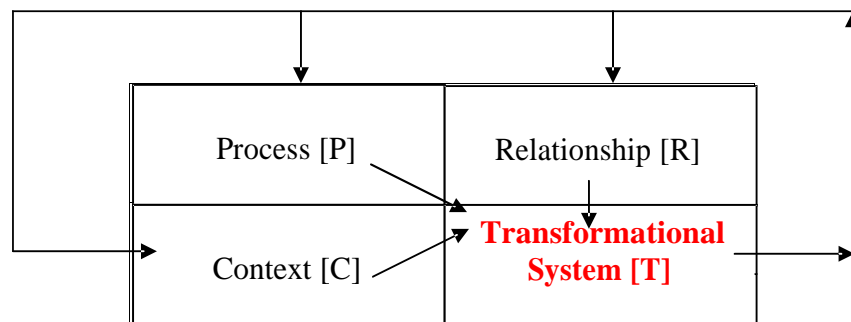 Process [P]
Relationship [R]
Context [C]
Transformational
System [T]